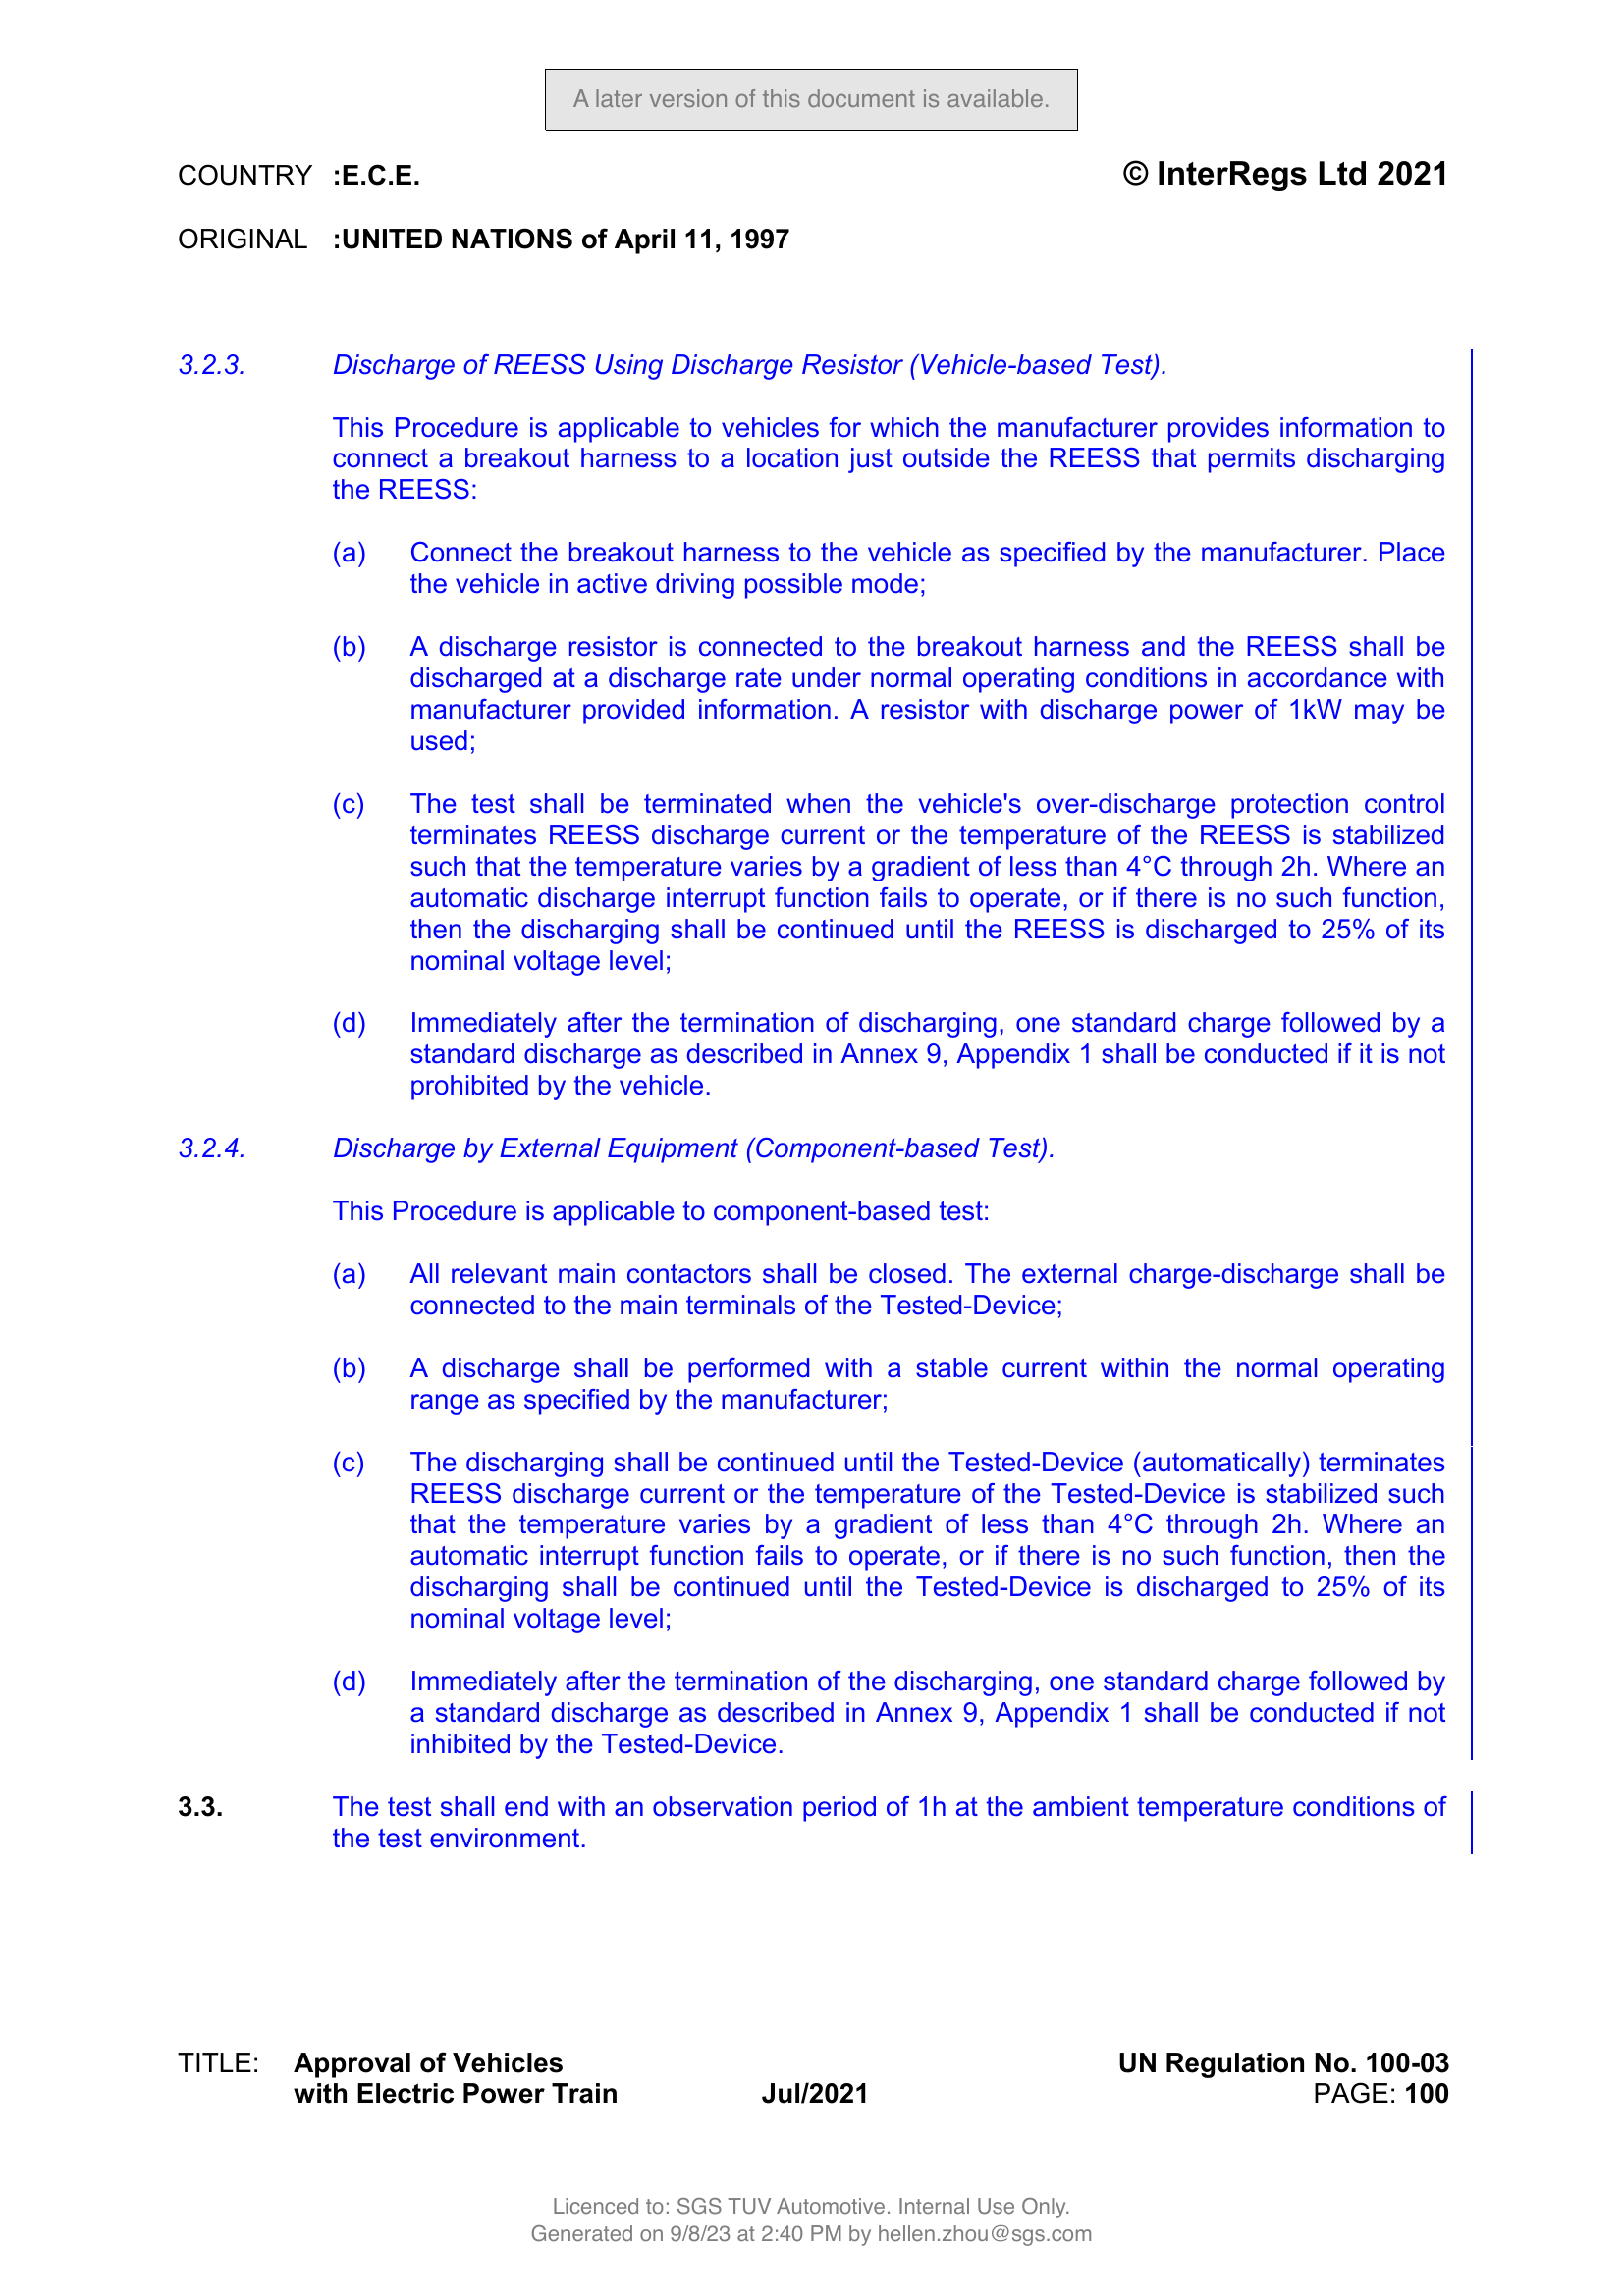 A later version of this document is available.
COUNTRY :E.C.E. © InterRegs Ltd 2021
ORIGINAL :UNITED NATIONS of April 11, 1997
3.2.3. Discharge of REESS Using Discharge Resistor (Vehicle-based Test).
This Procedure is applicable to vehicles for which the manufacturer provides information to
connect a breakout harness to a location just outside the REESS that permits discharging
the REESS:
(a) Connect the breakout harness to the vehicle as specified by the manufacturer. Place
the vehicle in active driving possible mode;
(b) A discharge resistor is connected to the breakout harness and the REESS shall be
discharged at a discharge rate under normal operating conditions in accordance with
manufacturer provided information. A resistor with discharge power of 1kW may be
used;
(c) The test shall be terminated when the vehicle's over-discharge protection control
terminates REESS discharge current or the temperature of the REESS is stabilized
such that the temperature varies by a gradient of less than 4°C through 2h. Where an
automatic discharge interrupt function fails to operate, or if there is no such function,
then the discharging shall be continued until the REESS is discharged to 25% of its
nominal voltage level;
(d) Immediately after the termination of discharging, one standard charge followed by a
standard discharge as described in Annex 9, Appendix 1 shall be conducted if it is not
prohibited by the vehicle.
3.2.4. Discharge by External Equipment (Component-based Test).
This Procedure is applicable to component-based test:
(a) All relevant main contactors shall be closed. The external charge-discharge shall be
connected to the main terminals of the Tested-Device;
(b) A discharge shall be performed with a stable current within the normal operating
range as specified by the manufacturer;
(c) The discharging shall be continued until the Tested-Device (automatically) terminates
REESS discharge current or the temperature of the Tested-Device is stabilized such
that the temperature varies by a gradient of less than 4°C through 2h. Where an
automatic interrupt function fails to operate, or if there is no such function, then the
discharging shall be continued until the Tested-Device is discharged to 25% of its
nominal voltage level;
(d) Immediately after the termination of the discharging, one standard charge followed by
a standard discharge as described in Annex 9, Appendix 1 shall be conducted if not
inhibited by the Tested-Device.
3.3. The test shall end with an observation period of 1h at the ambient temperature conditions of
the test environment.
TITLE: Approval of Vehicles UN Regulation No. 100-03
with Electric Power Train Jul/2021 PAGE: 100
Licenced to: SGS TUV Automotive. Internal Use Only.
Generated on 9/8/23 at 2:40 PM by hellen.zhou@sgs.com